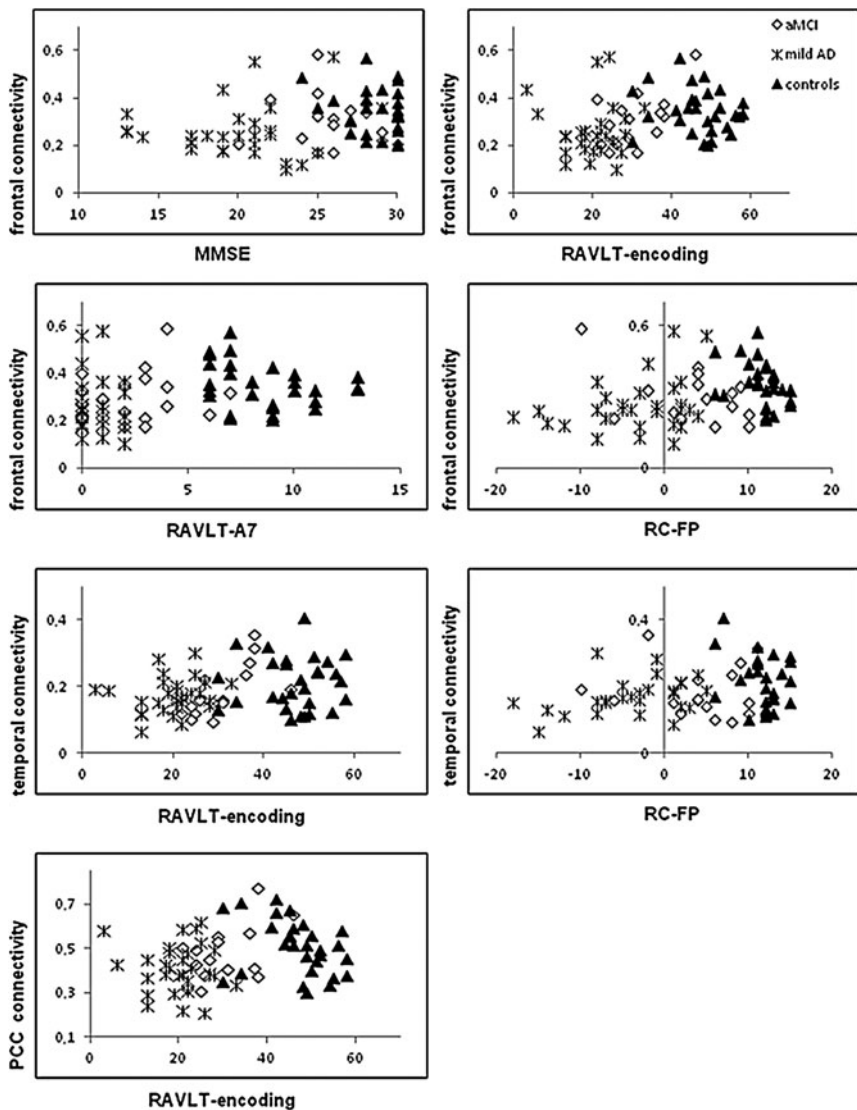 ◇ aMCI
mild AD
▲ controls
frontal connectivity
0,6
0,4
0,2
0
10 15 20 25 30
MMSE
frontal connectivity
0,6
0,4
0,2
0
0 20 40 60
RAVLT-encoding
frontal connectivity
0,6
0,4
0,2
0
0 5 10 15
RAVLT-A7
frontal connectivity
0,6
0,4
0,2
0
-20 -10 0 10 20
RC-FP
temporal connectivity
0,4
0,2
0
0 20 40 60
RAVLT-encoding
temporal connectivity
0,4
0,2
0
-20 -10 0 10 20
RC-FP
PCC connectivity
0,7
0,5
0,3
0,1
0 20 40 60
RAVLT-encoding